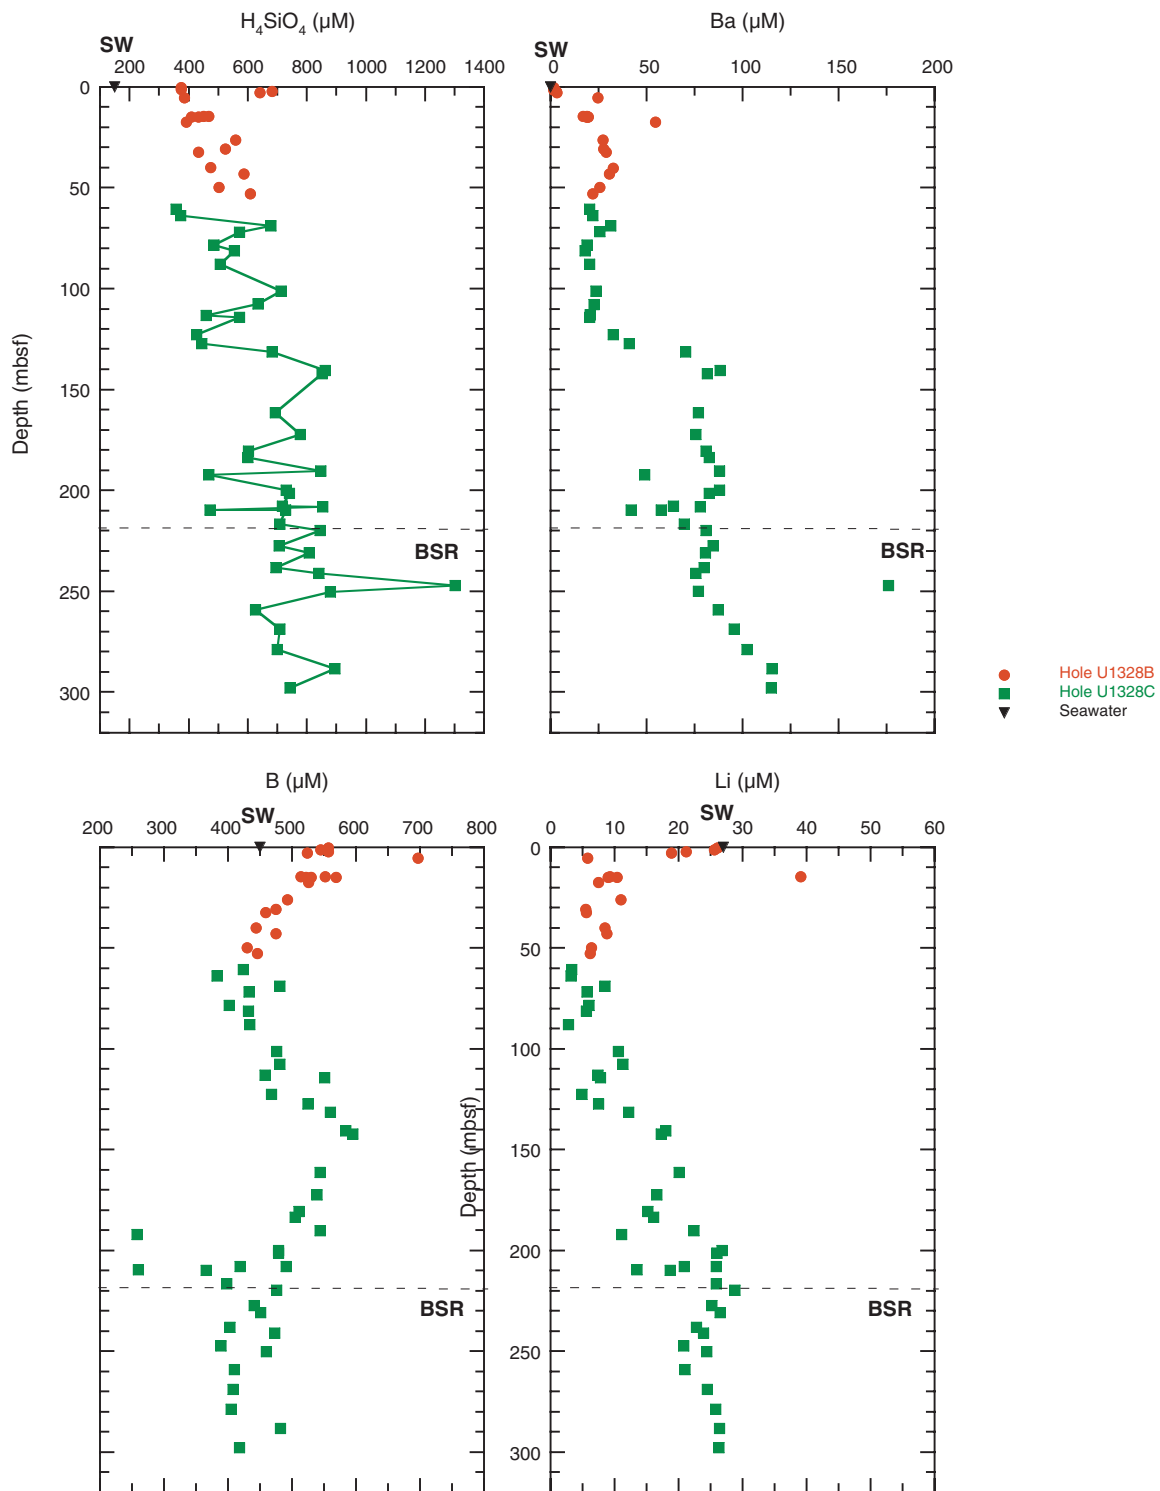 H4SiO4 (µM)
SW
200 400 600 800 1000 1200 1400
0
50
100
150
200
250
300
Depth (mbsf)
BSR
Ba (µM)
SW
0 50 100 150 200
BSR
Hole U1328B
Hole U1328C
Seawater
B (µM)
SW
200 300 400 500 600 700 800
BSR
Li (µM)
SW
0 10 20 30 40 50 60
0
50
100
150
200
250
300
Depth (mbsf)
BSR